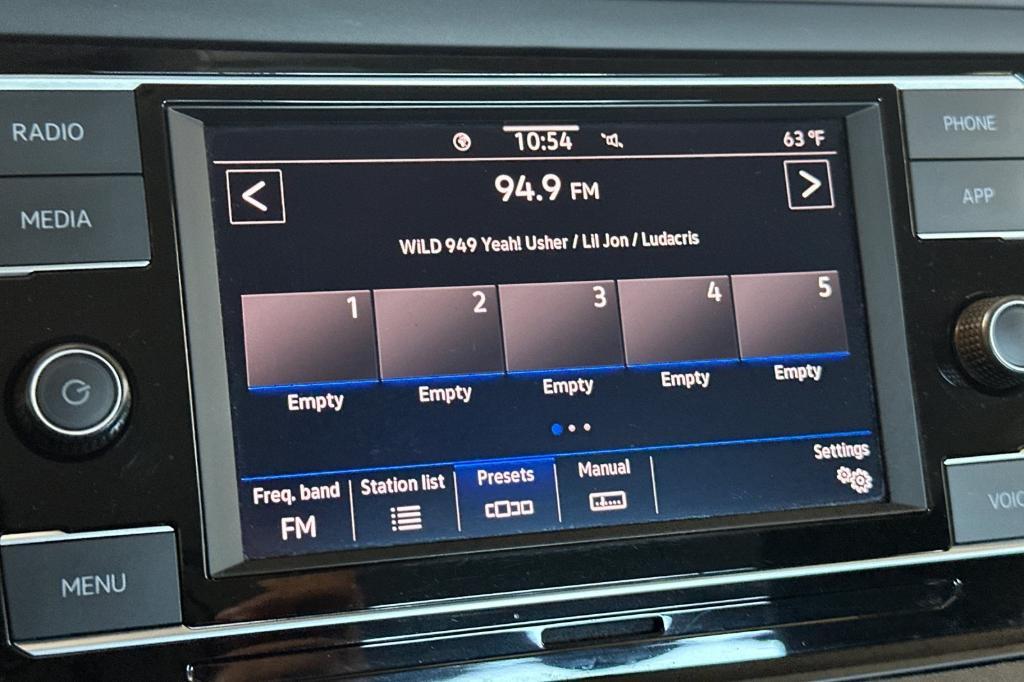 RADIO
MEDIA
MENU
10:54
63 °F
<
94.9 FM
>
WiLD 949 Yeah! Usher / Lil Jon / Ludacris
1 2 3 4 5
Empty Empty Empty Empty Empty
Freq. band Station list Presets Manual Settings
FM
PHONE
APP
VOIC